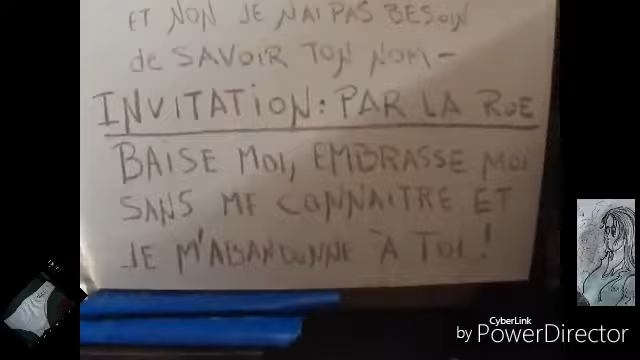 ET NON JE NAI PAS BESOIN
de SAVOIR TON NOM-
INVITATION: PAR LA RUE
BAISE MOI, EMBRASSE MOI
SANS ME CONNAITRE ET
JE M'ABANDONNE À TOI!
CyberLink
by PowerDirector